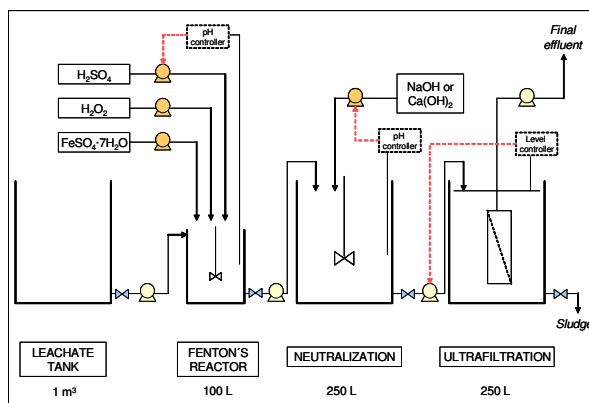 pH
controller
Final
effluent
H₂SO₄
H₂O₂
FeSO₄·7H₂O
NaOH or
Ca(OH)₂
pH
controller
Level
controller
Sludge
LEACHATE
TANK
FENTON´S
REACTOR
NEUTRALIZATION
ULTRAFILTRATION
1 m³
100 L
250 L
250 L